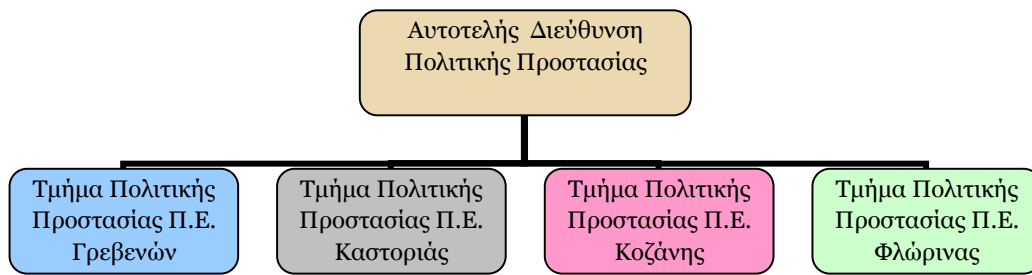 Αυτοτελής Διεύθυνση
Πολιτικής Προστασίας
Τμήμα Πολιτικής
Προστασίας Π.Ε.
Γρεβενών
Τμήμα Πολιτικής
Προστασίας Π.Ε.
Καστοριάς
Τμήμα Πολιτικής
Προστασίας Π.Ε.
Κοζάνης
Τμήμα Πολιτικής
Προστασίας Π.Ε.
Φλώρινας